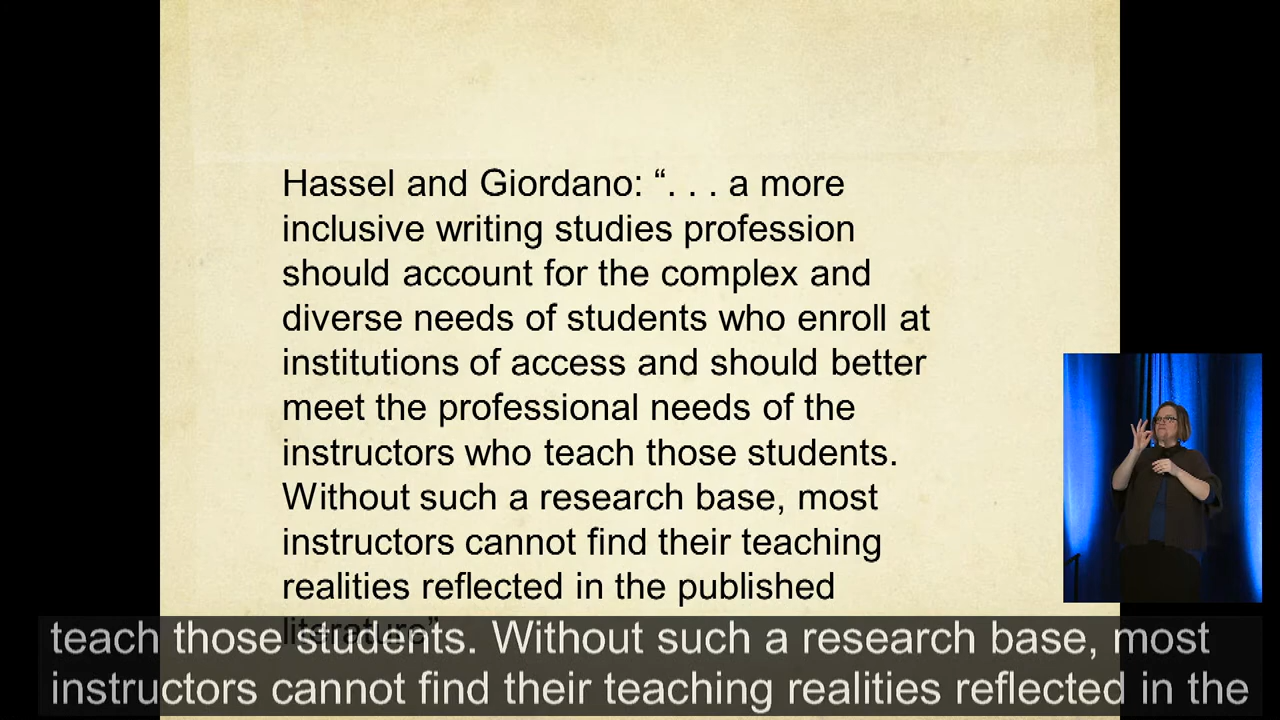 Hassel and Giordano: “. . . a more
inclusive writing studies profession
should account for the complex and
diverse needs of students who enroll at
institutions of access and should better
meet the professional needs of the
instructors who teach those students.
Without such a research base, most
instructors cannot find their teaching
realities reflected in the published
literature”
teach those students. Without such a research base, most
instructors cannot find their teaching realities reflected in the